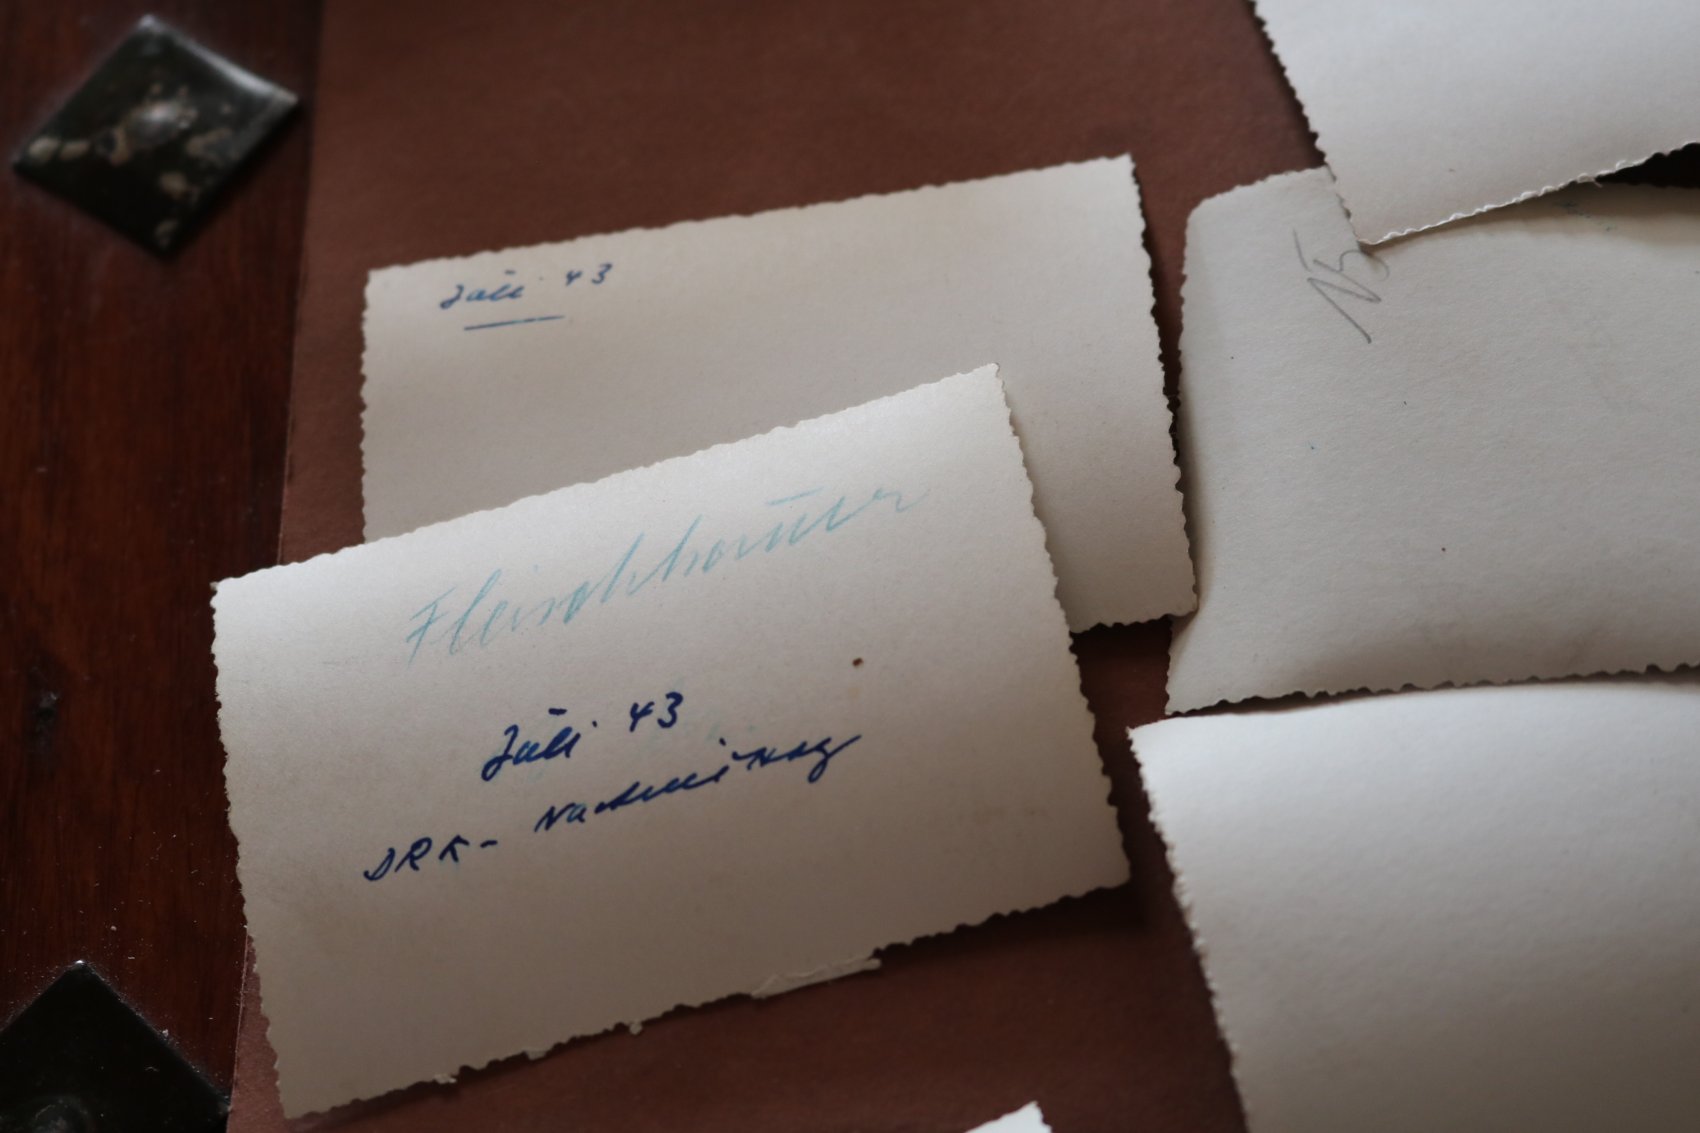 Juli 43
Fleischhauer
Juli 43
DRK- Nachmittag